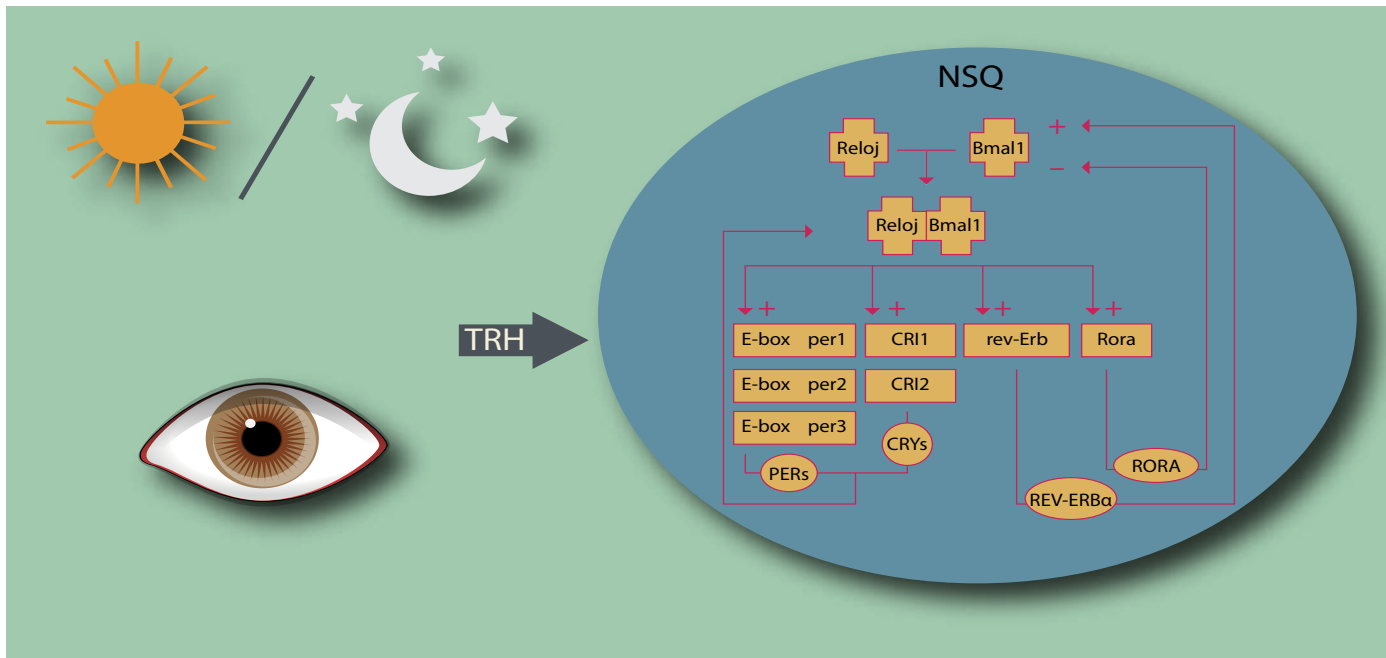 NSQ
Reloj Bmal1 +
−
Reloj Bmal1
+ + + +
E-box per1 CRI1 rev-Erb Rora
TRH
E-box per2 CRI2
E-box per3
CRYs
PERs
RORA
REV-ERBα